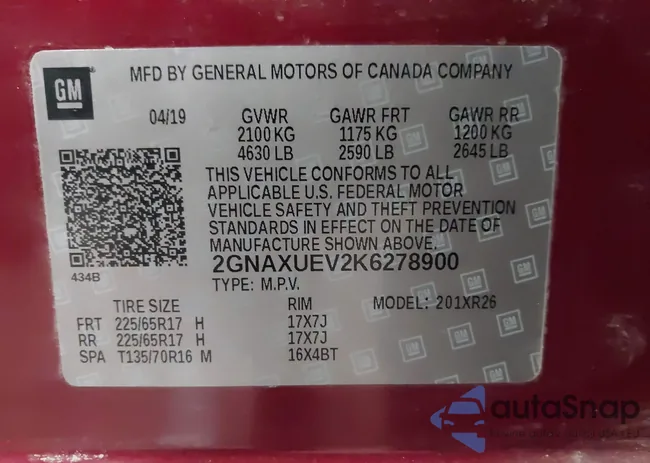 GM
MFD BY GENERAL MOTORS OF CANADA COMPANY
04/19 GVWR GAWR FRT GAWR RR
2100 KG 1175 KG 1200 KG
4630 LB 2590 LB 2645 LB
THIS VEHICLE CONFORMS TO ALL
APPLICABLE U.S. FEDERAL MOTOR
VEHICLE SAFETY AND THEFT PREVENTION
STANDARDS IN EFFECT ON THE DATE OF
MANUFACTURE SHOWN ABOVE.
434B
2GNAXUEV2K6278900
TYPE: M.P.V.
TIRE SIZE RIM MODEL: 201XR26
FRT 225/65R17 H 17X7J
RR 225/65R17 H 17X7J
SPA T135/70R16 M 16X4BT
autoSnap